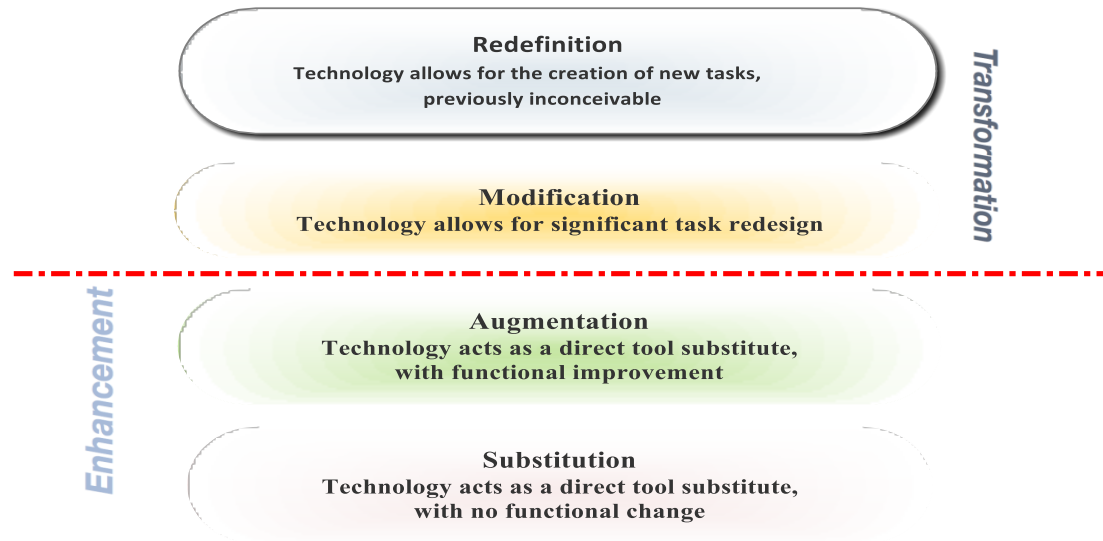 Redefinition
Technology allows for the creation of new tasks,
previously inconceivable
Transformation
Modification
Technology allows for significant task redesign
Enhancement
Augmentation
Technology acts as a direct tool substitute,
with functional improvement
Substitution
Technology acts as a direct tool substitute,
with no functional change